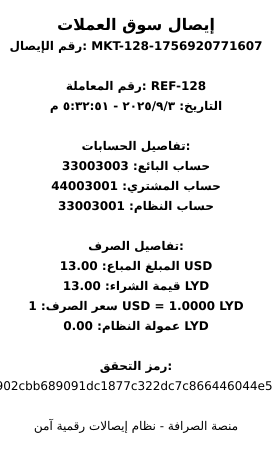 إيصال سوق العملات
رقم الإيصال: MKT-128-1756920771607
رقم المعاملة: REF-128
التاريخ: ٢٠٢٥/٩/٣ - ٥:٣٢:٥١ م
تفاصيل الحسابات:
حساب البائع: 33003003
حساب المشتري: 44003001
حساب النظام: 33003001
تفاصيل الصرف:
المبلغ المباع: 13.00 USD
قيمة الشراء: 13.00 LYD
سعر الصرف: 1 USD = 1.0000 LYD
عمولة النظام: 0.00 LYD
رمز التحقق:
902cbb689091dc1877c322dc7c866446044e5
منصة الصرافة - نظام إيصالات رقمية آمن